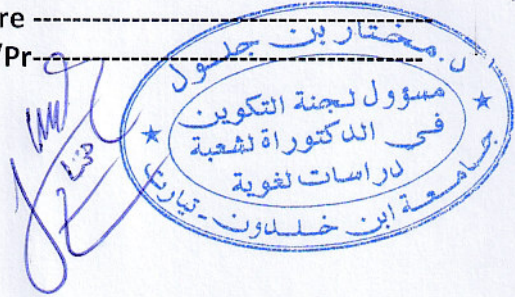 re ------------------------------------------------
/Pr------------------------------------------
د. مختار بن جلول
مسؤول لجنة التكوين
في الدكتوراة لشعبة
دراسات لغوية
جامعة ابن خلدون - تيارت